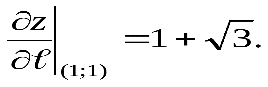 ∂z/∂ℓ|(1;1) = 1 + √3.